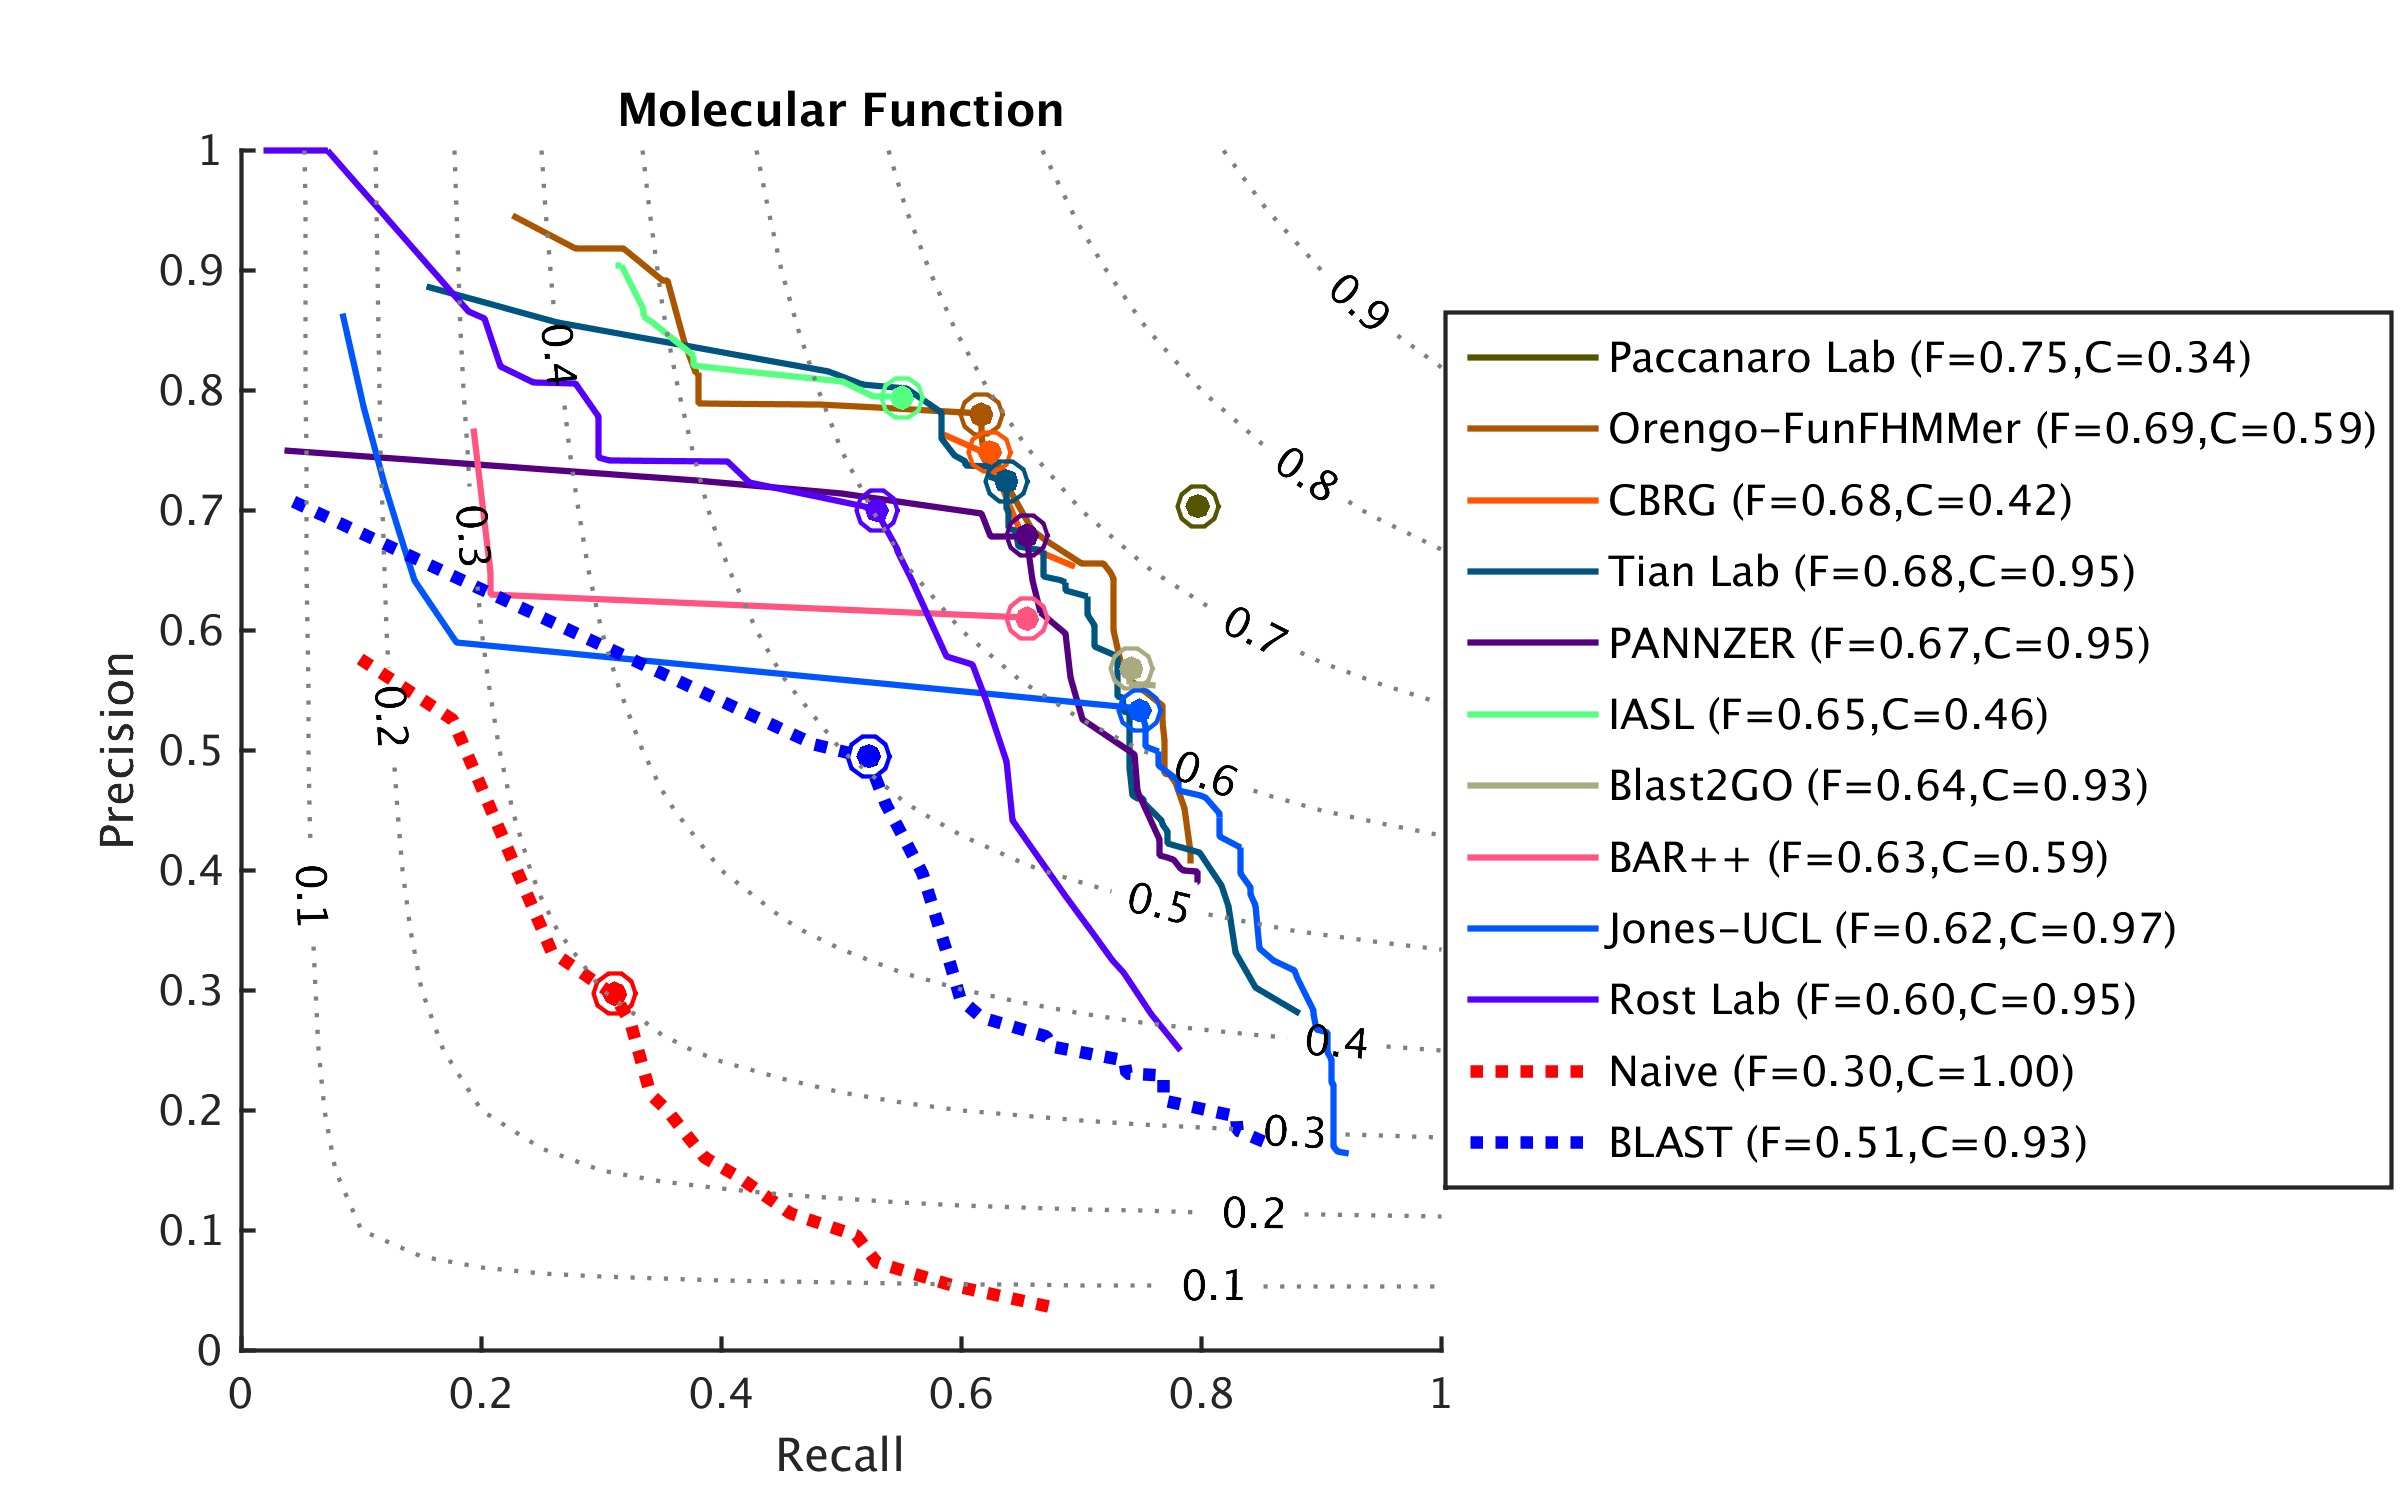 Molecular Function
Precision
1
0.9
0.8
0.7
0.6
0.5
0.4
0.3
0.2
0.1
0
0
0.2
0.4
0.6
0.8
1
Recall
0.4
0.3
0.2
0.1
0.9
0.8
0.7
0.6
0.5
0.4
0.3
0.2
0.1
Paccanaro Lab (F=0.75,C=0.34)
Orengo-FunFHMMer (F=0.69,C=0.59)
CBRG (F=0.68,C=0.42)
Tian Lab (F=0.68,C=0.95)
PANNZER (F=0.67,C=0.95)
IASL (F=0.65,C=0.46)
Blast2GO (F=0.64,C=0.93)
BAR++ (F=0.63,C=0.59)
Jones-UCL (F=0.62,C=0.97)
Rost Lab (F=0.60,C=0.95)
Naive (F=0.30,C=1.00)
BLAST (F=0.51,C=0.93)